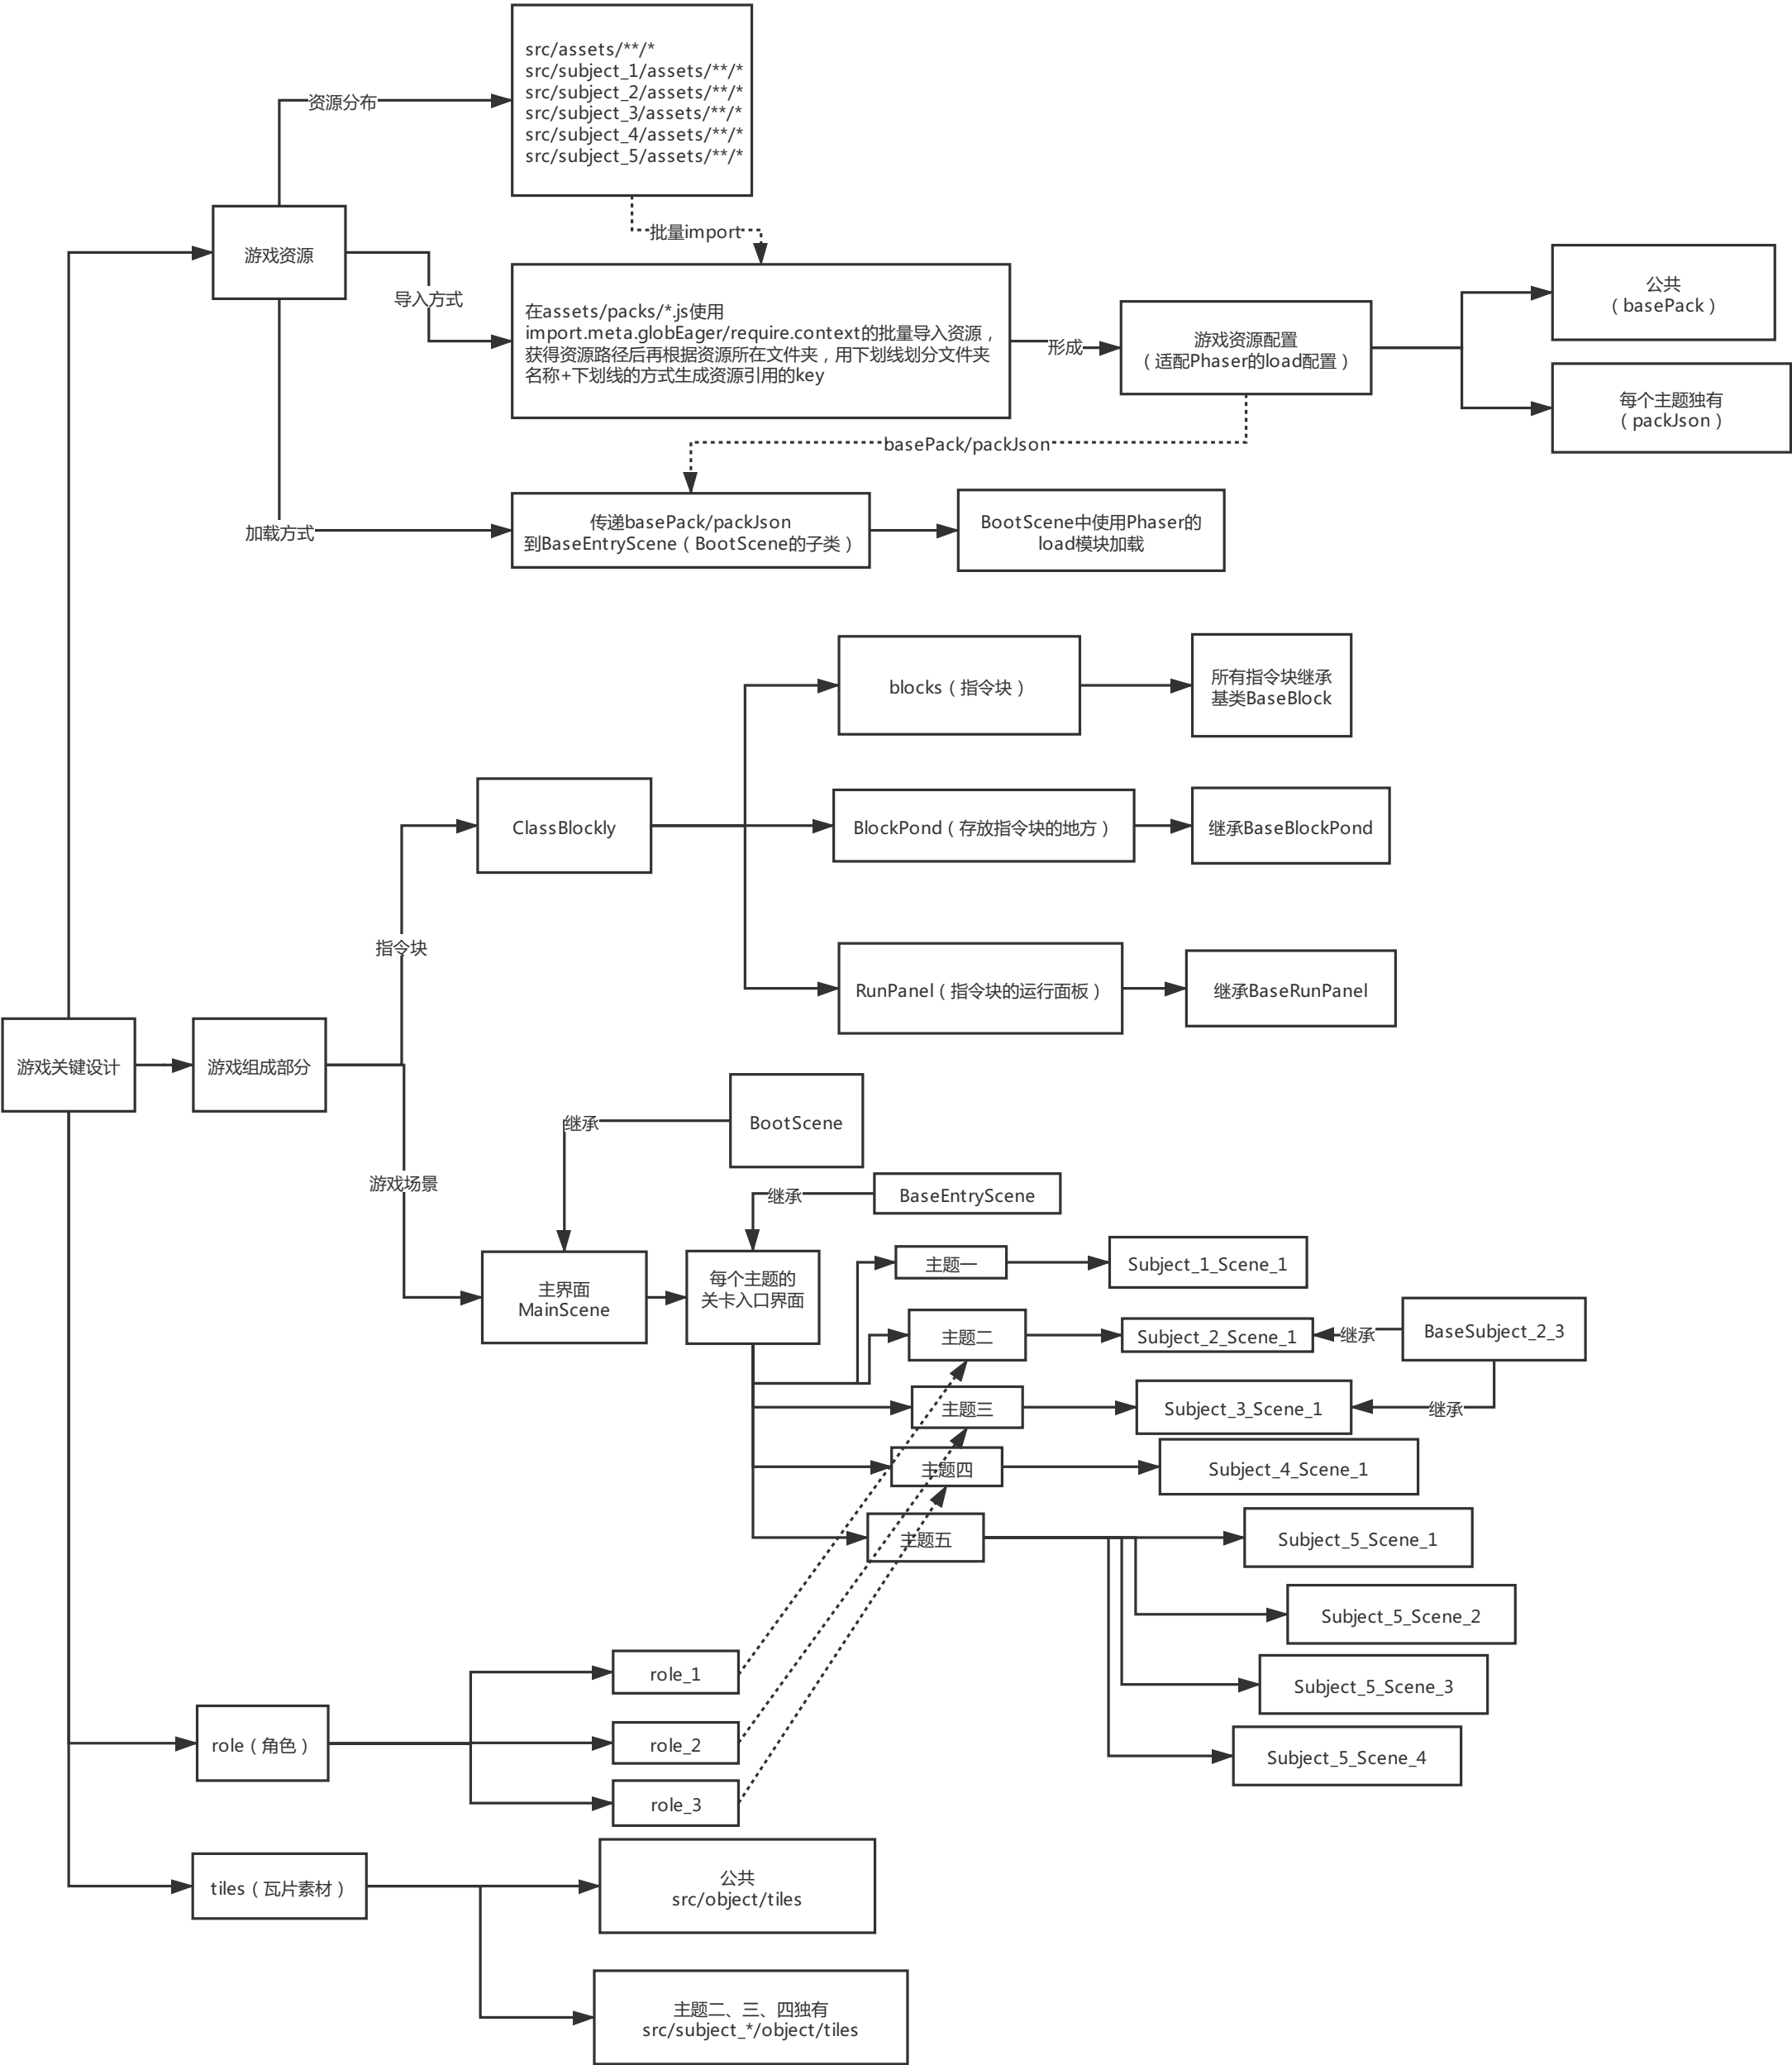 src/assets/**/*
src/subject_1/assets/**/*
src/subject_2/assets/**/*
src/subject_3/assets/**/*
src/subject_4/assets/**/*
src/subject_5/assets/**/*
资源分布
批量import
游戏资源
导入方式
在assets/packs/*.js使用
import.meta.globEager/require.context的批量导入资源，
获得资源路径后再根据资源所在文件夹，用下划线划分文件夹
名称+下划线的方式生成资源引用的key
形成
游戏资源配置
（适配Phaser的load配置）
公共
（basePack）
每个主题独有
（packJson）
basePack/packJson
加载方式
传递basePack/packJson
到BaseEntryScene（BootScene的子类）
BootScene中使用Phaser的
load模块加载
blocks（指令块）
所有指令块继承
基类BaseBlock
ClassBlockly
BlockPond（存放指令块的地方）
继承BaseBlockPond
指令块
RunPanel（指令块的运行面板）
继承BaseRunPanel
游戏关键设计
游戏组成部分
继承
BootScene
游戏场景
继承
BaseEntryScene
主界面
MainScene
每个主题的
关卡入口界面
主题一
Subject_1_Scene_1
主题二
Subject_2_Scene_1
继承
BaseSubject_2_3
主题三
Subject_3_Scene_1
继承
主题四
Subject_4_Scene_1
主题五
Subject_5_Scene_1
Subject_5_Scene_2
Subject_5_Scene_3
Subject_5_Scene_4
role（角色）
role_1
role_2
role_3
tiles（瓦片素材）
公共
src/object/tiles
主题二、三、四独有
src/subject_*/object/tiles